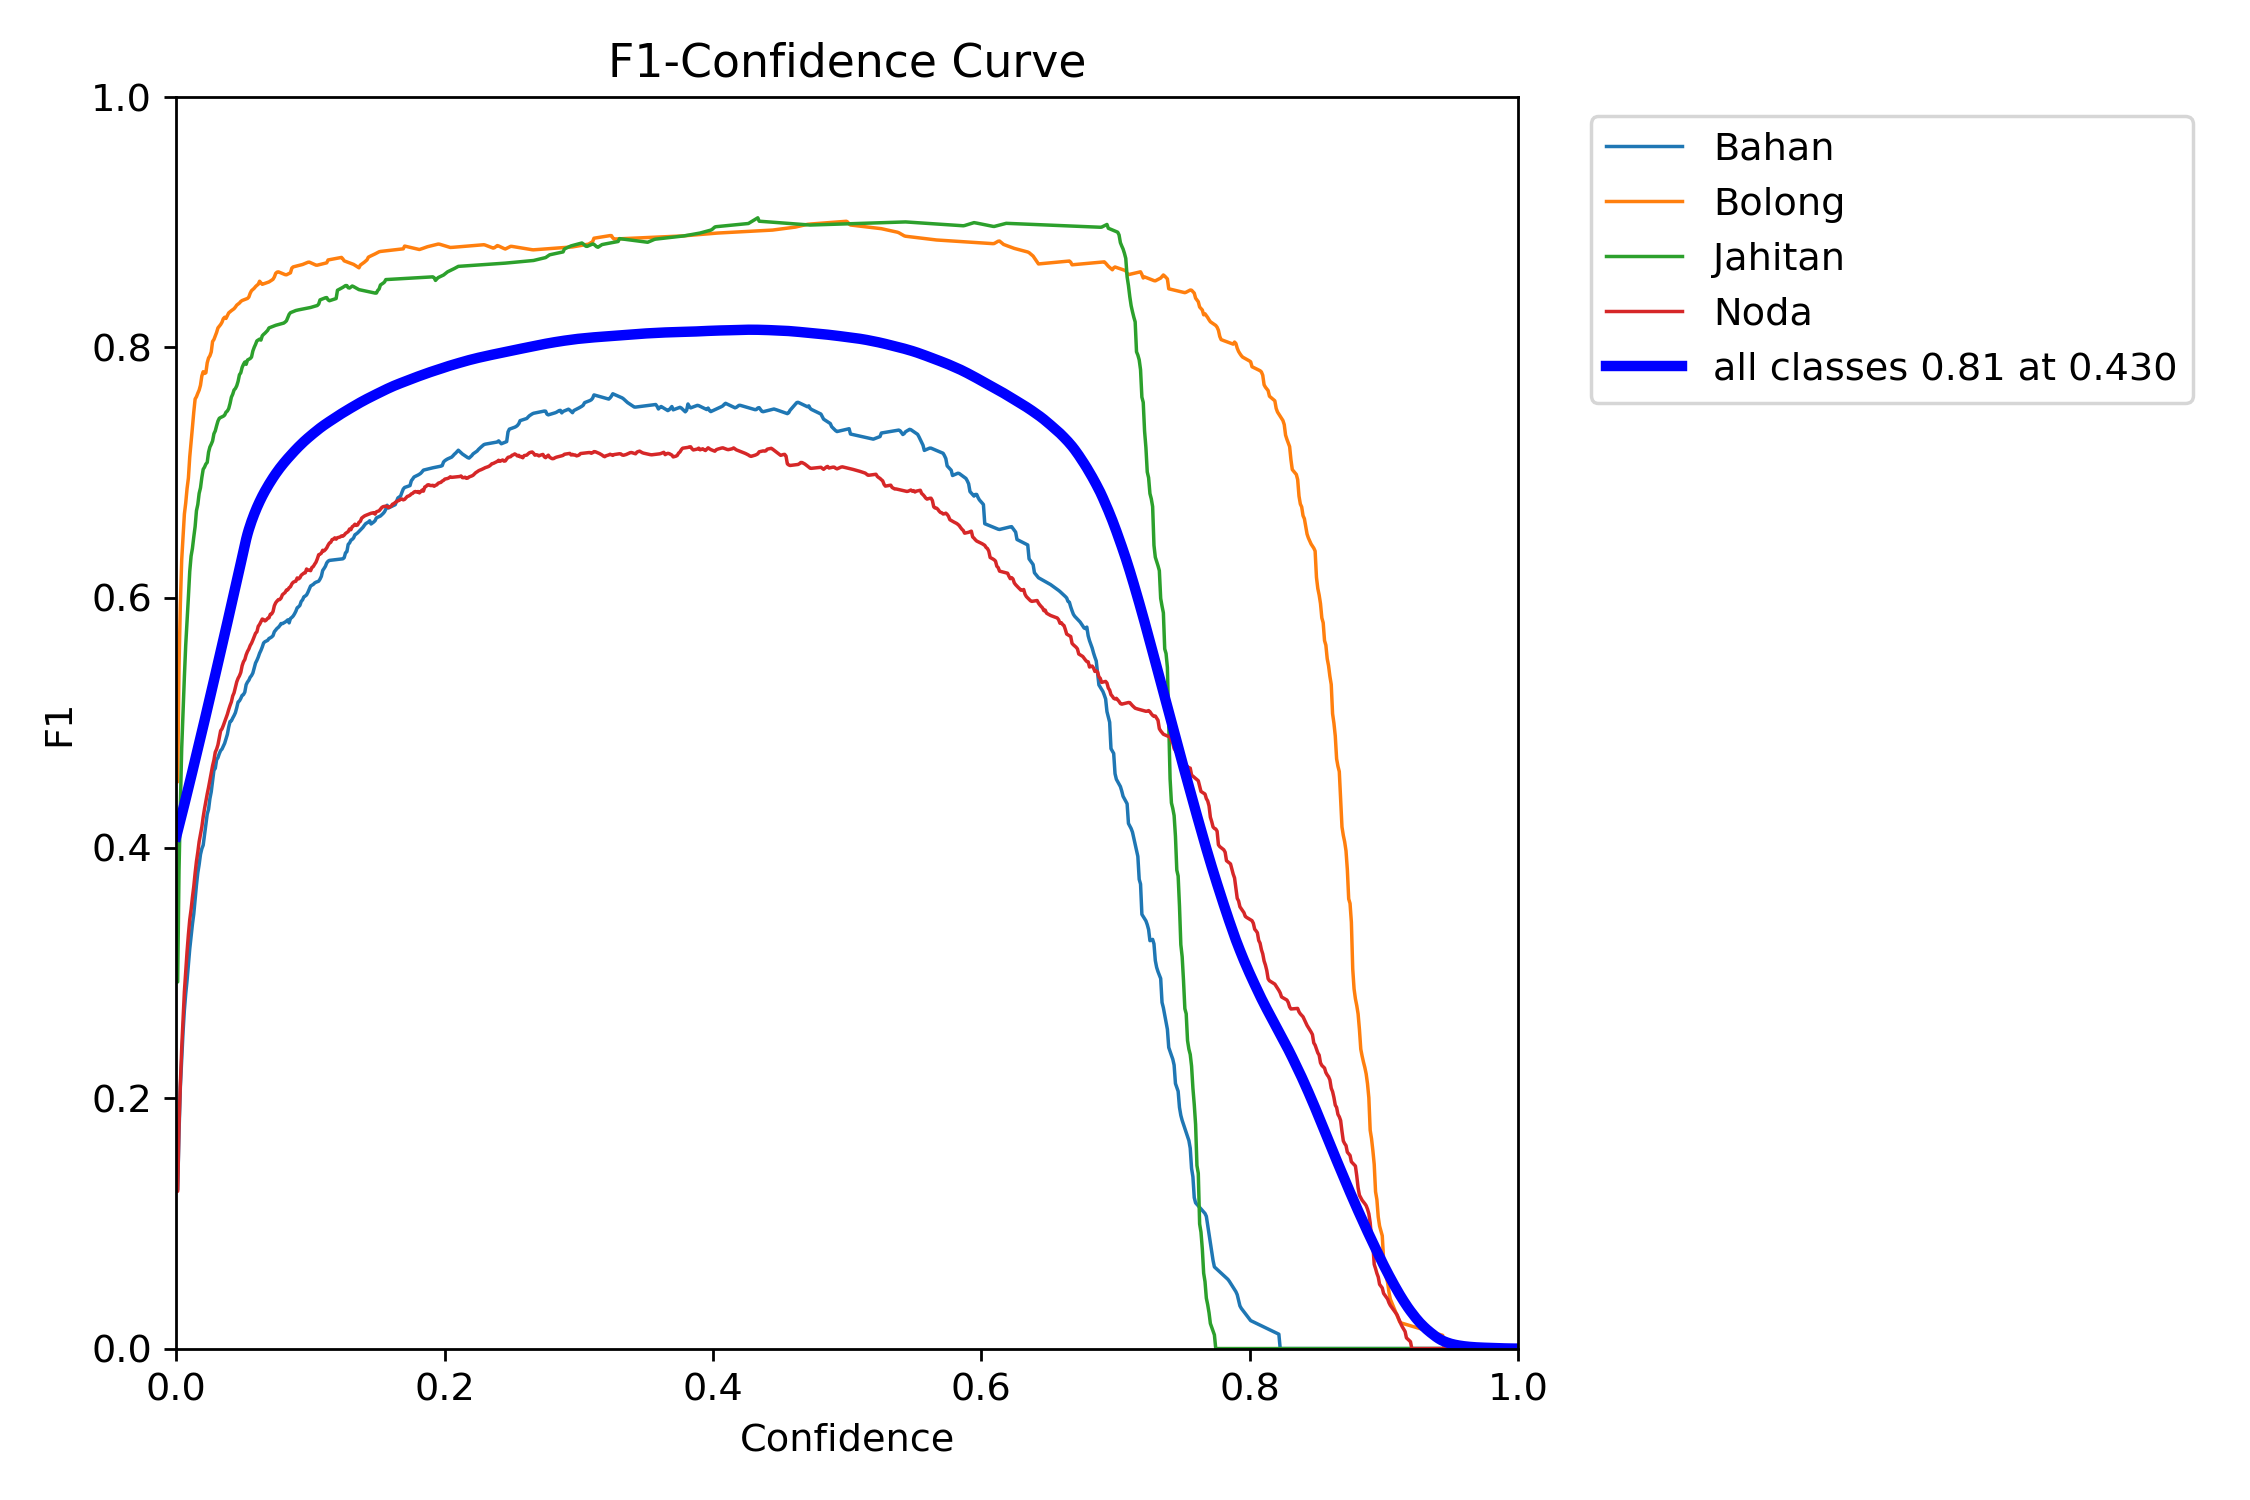 F1-Confidence Curve
1.0
0.8
0.6
0.4
0.2
0.0
F1
0.0 0.2 0.4 0.6 0.8 1.0
Confidence
Bahan
Bolong
Jahitan
Noda
all classes 0.81 at 0.430